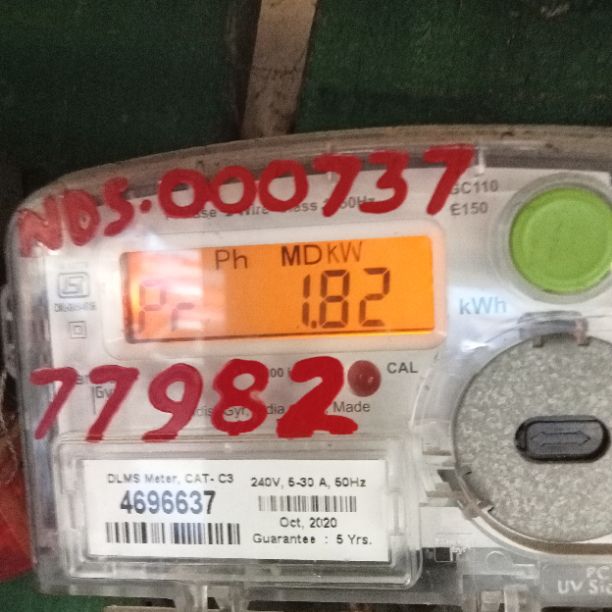 NDS-000737
GC110
E150
Ph MD KW
Pr. 1.82
kWh
77982
CAL
Made
DLMS Meter, CAT- C3
240V, 5-30 A, 50Hz
4696637
Oct, 2020
Guarantee : 5 Yrs.